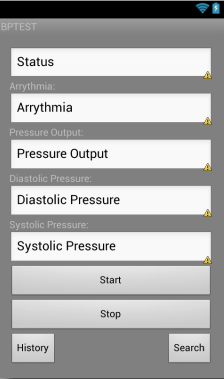 BPTEST
Status
Arrythmia:
Arrythmia
Pressure Output:
Pressure Output
Diastolic Pressure:
Diastolic Pressure
Systolic Pressure:
Systolic Pressure
Start
Stop
History Search